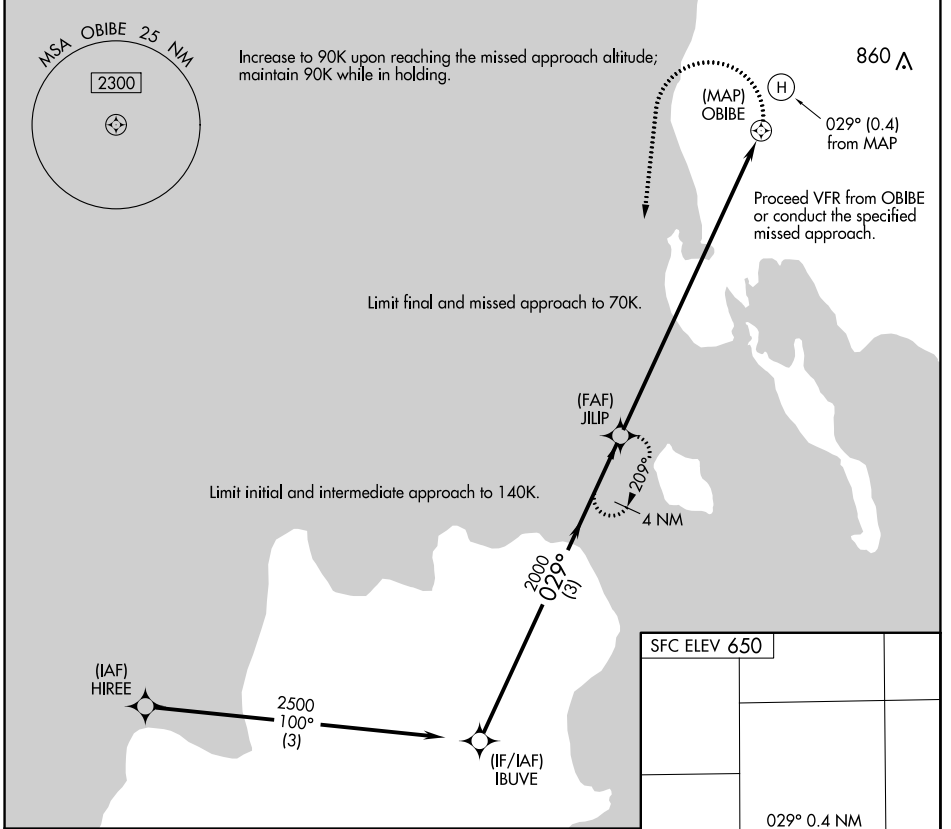 MSA OBIBE 25 NM
2300
Increase to 90K upon reaching the missed approach altitude;
maintain 90K while in holding.
860
(MAP)
OBIBE
H
029° (0.4)
from MAP
Proceed VFR from OBIBE
or conduct the specified
missed approach.
Limit final and missed approach to 70K.
(FAF)
JILIP
209°
4 NM
Limit initial and intermediate approach to 140K.
2000
029°
(3)
(IAF)
HIREE
2500
100°
(3)
(IF/IAF)
IBUVE
SFC ELEV 650
029° 0.4 NM